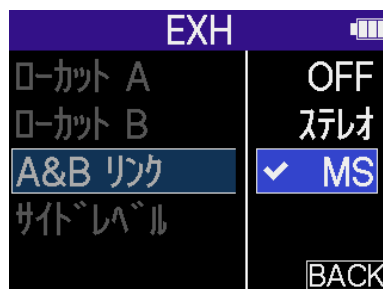 EXH
ローカット A OFF
ローカット B ステレオ
A&B リンク ✔ MS
サイドレベル
BACK